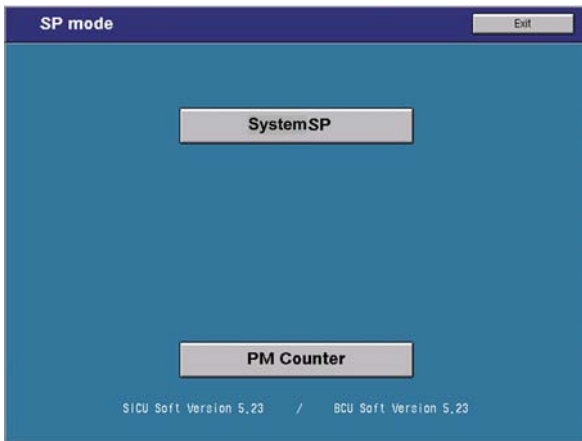 SP mode
Exit
SystemSP
PM Counter
SICU Soft Version 5.23 / BCU Soft Version 5.23